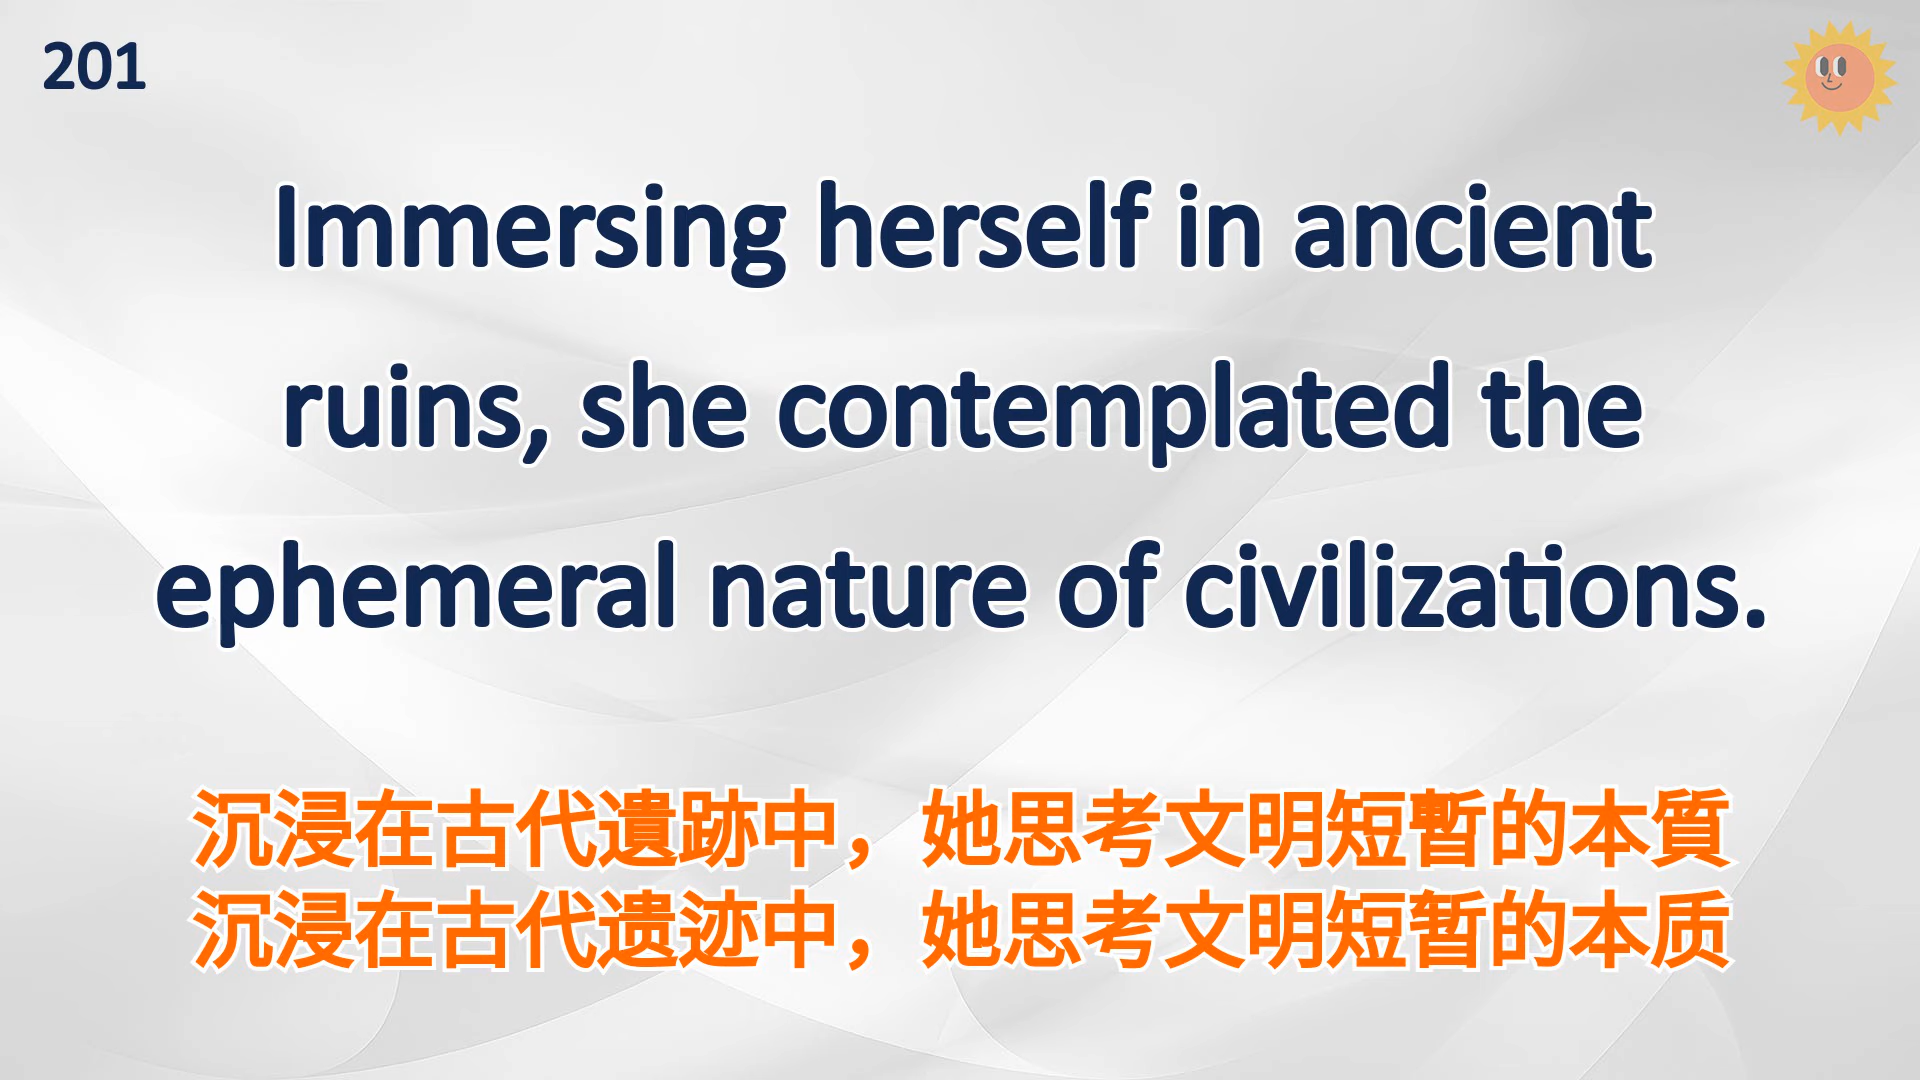 201
Immersing herself in ancient
ruins, she contemplated the
ephemeral nature of civilizations.
沉浸在古代遺跡中，她思考文明短暫的本質
沉浸在古代遗迹中，她思考文明短暂的本质